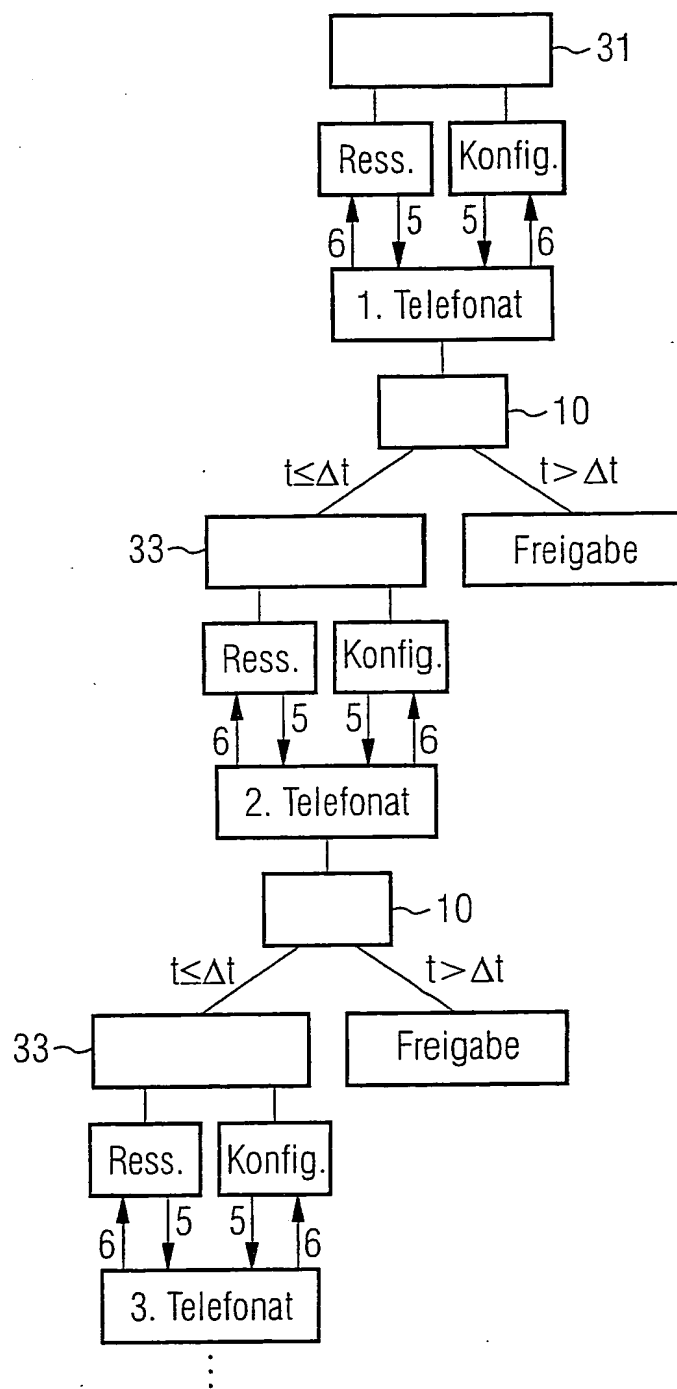 31
Ress. Konfig.
6 5 5 6
1. Telefonat
10
t≤Δt t>Δt
33 Freigabe
Ress. Konfig.
6 5 5 6
2. Telefonat
10
t≤Δt t>Δt
33 Freigabe
Ress. Konfig.
6 5 5 6
3. Telefonat